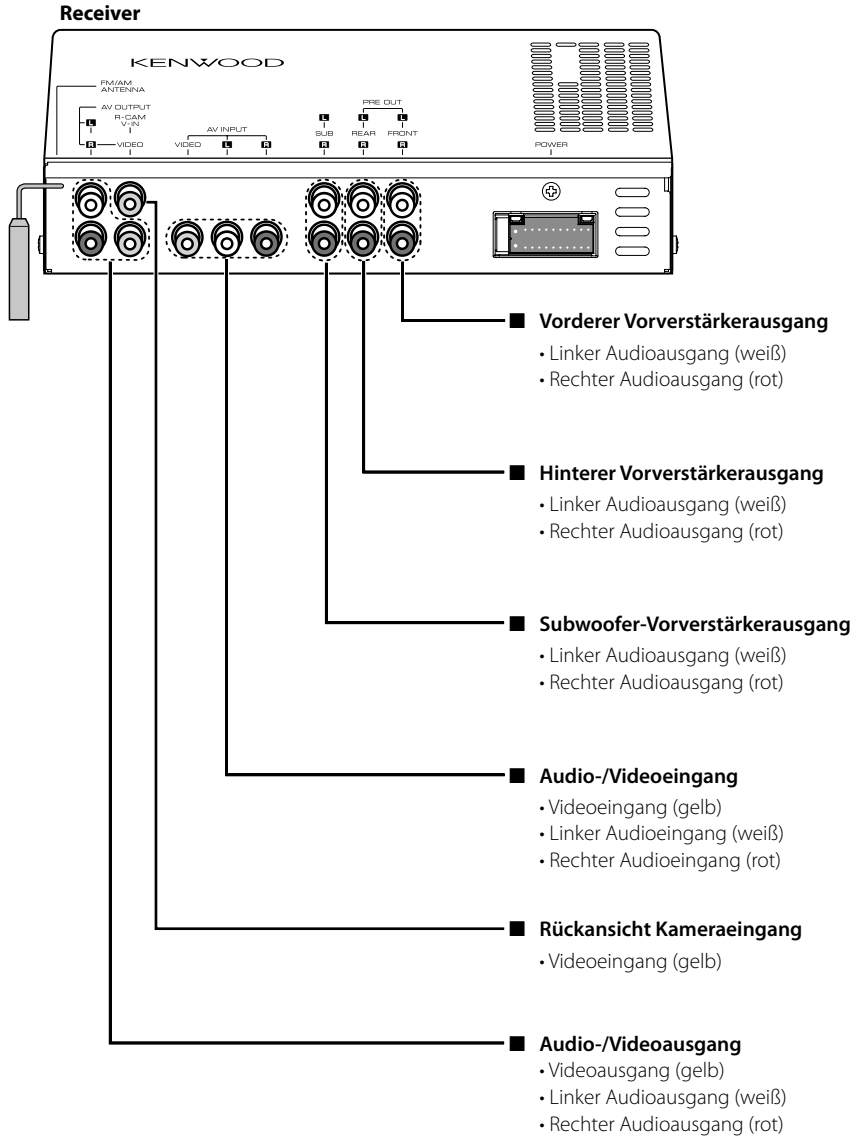 Receiver
KENWOOD
FM/AM
ANTENNA
AV OUTPUT
L R-CAM
V-IN
R VIDEO
AV INPUT
VIDEO L R
PRE OUT
L L L
SUB REAR FRONT
R R R
POWER
■ Vorderer Vorverstärkerausgang
• Linker Audioausgang (weiß)
• Rechter Audioausgang (rot)
■ Hinterer Vorverstärkerausgang
• Linker Audioausgang (weiß)
• Rechter Audioausgang (rot)
■ Subwoofer-Vorverstärkerausgang
• Linker Audioausgang (weiß)
• Rechter Audioausgang (rot)
■ Audio-/Videoeingang
• Videoeingang (gelb)
• Linker Audioeingang (weiß)
• Rechter Audioeingang (rot)
■ Rückansicht Kameraeingang
• Videoeingang (gelb)
■ Audio-/Videoausgang
• Videoausgang (gelb)
• Linker Audioausgang (weiß)
• Rechter Audioausgang (rot)